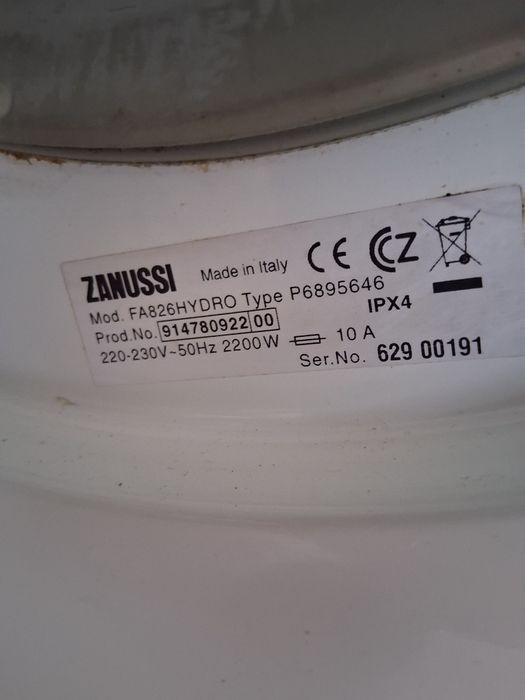 ZANUSSI Made in Italy CE CZ
Mod. FA826HYDRO Type P6895646
Prod.No. 914780922 00 IPX4
220-230V~50Hz 2200W 10 A
Ser.No. 629 00191